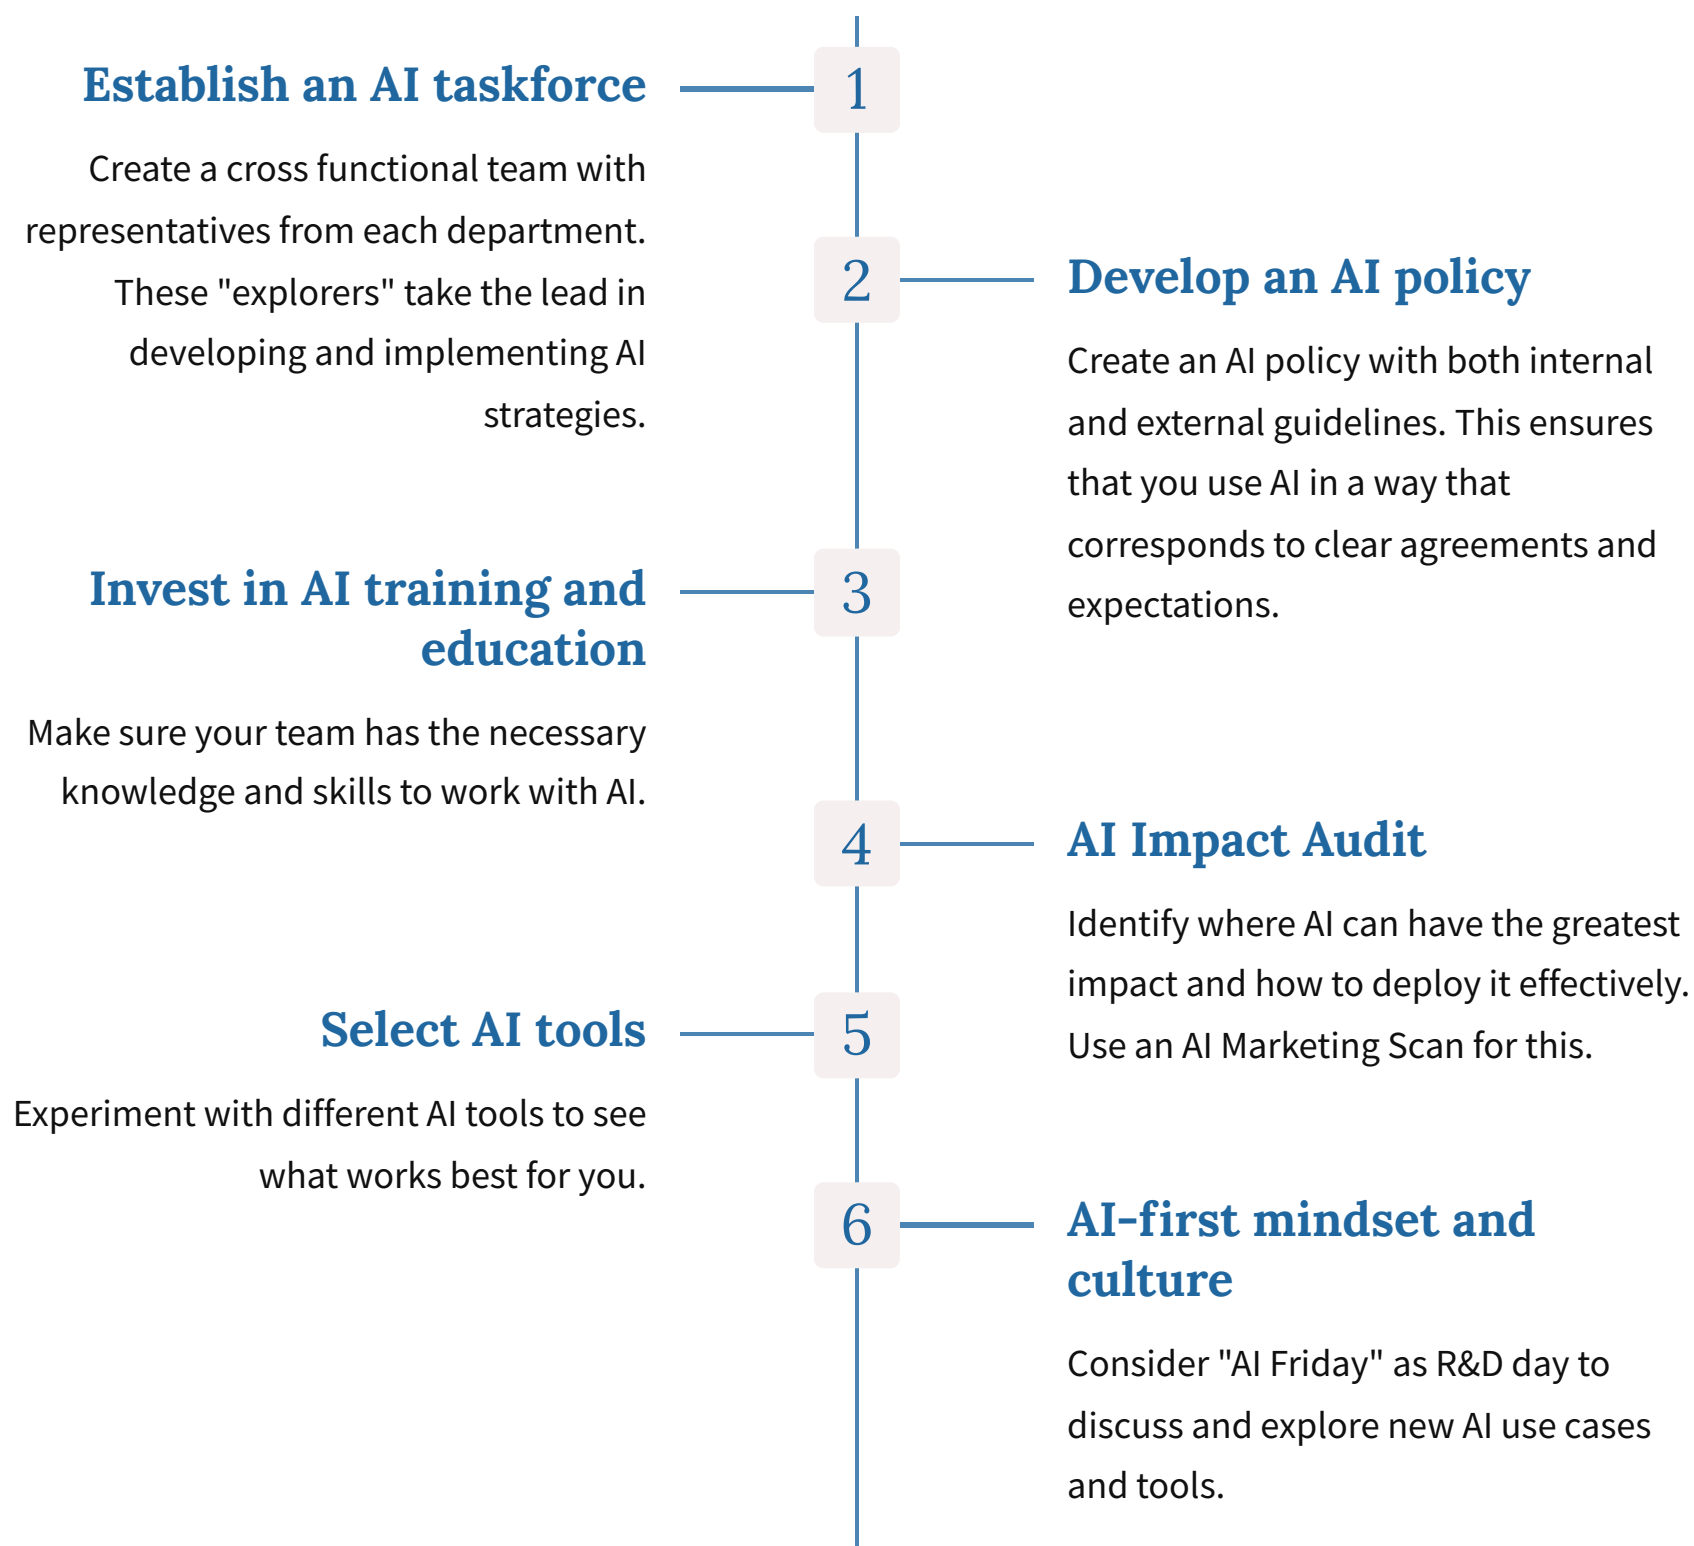 1
Establish an AI taskforce
Create a cross functional team with
representatives from each department.
These "explorers" take the lead in
developing and implementing AI
strategies.
2
Develop an AI policy
Create an AI policy with both internal
and external guidelines. This ensures
that you use AI in a way that
corresponds to clear agreements and
expectations.
3
Invest in AI training and
education
Make sure your team has the necessary
knowledge and skills to work with AI.
4
AI Impact Audit
Identify where AI can have the greatest
impact and how to deploy it effectively.
Use an AI Marketing Scan for this.
5
Select AI tools
Experiment with different AI tools to see
what works best for you.
6
AI-first mindset and
culture
Consider "AI Friday" as R&D day to
discuss and explore new AI use cases
and tools.